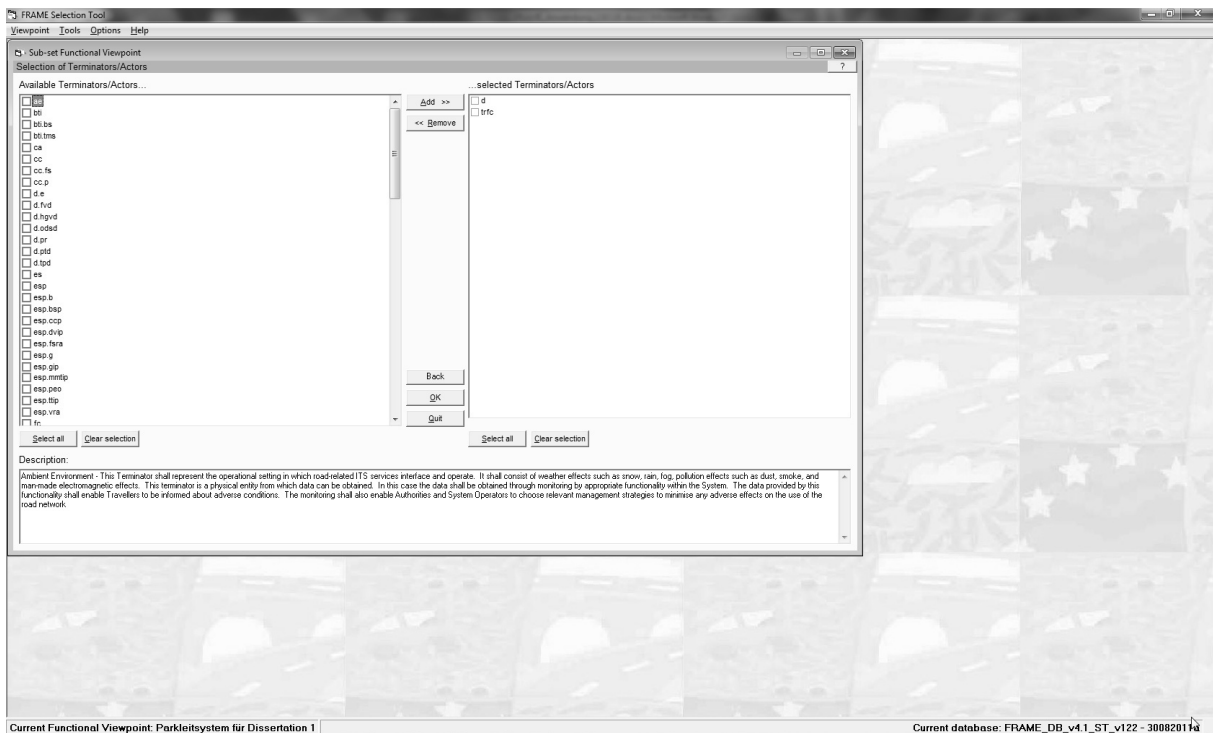 FRAME Selection Tool
Viewpoint Tools Options Help
Sub-set Functional Viewpoint
Selection of Terminators/Actors
?
Available Terminators/Actors...
...selected Terminators/Actors
ae
bti
bti.bs
bti.tms
ca
cc
cc.fs
cc.p
d.e
d.fvd
d.hgvd
d.odsd
d.pr
d.ptd
d.tpd
es
esp
esp.b
esp.bsp
esp.ccp
esp.dvip
esp.fsra
esp.g
esp.gip
esp.mmtip
esp.peo
esp.ttip
esp.vra
fc
Add >>
<< Remove
Back
OK
Quit
d
trfc
Select all Clear selection
Select all Clear selection
Description:
Ambient Environment - This Terminator shall represent the operational setting in which road-related ITS services interface and operate. It shall consist of weather effects such as snow, rain, fog, pollution effects such as dust, smoke, and
man-made electromagnetic effects. This terminator is a physical entity from which data can be obtained. In this case the data shall be obtained through monitoring by appropriate functionality within the System. The data provided by this
functionality shall enable Travellers to be informed about adverse conditions. The monitoring shall also enable Authorities and System Operators to choose relevant management strategies to minimise any adverse effects on the use of the
road network
Current Functional Viewpoint: Parkleitsystem für Dissertation 1
Current database: FRAME_DB_v4.1_ST_v122 - 30082011